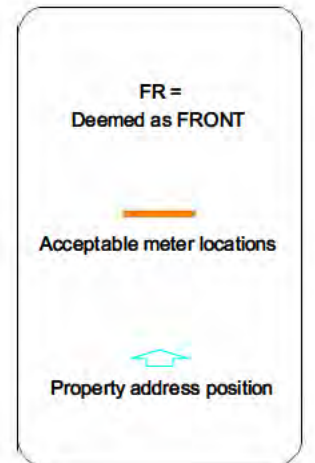 FR =
Deemed as FRONT
Acceptable meter locations
Property address position